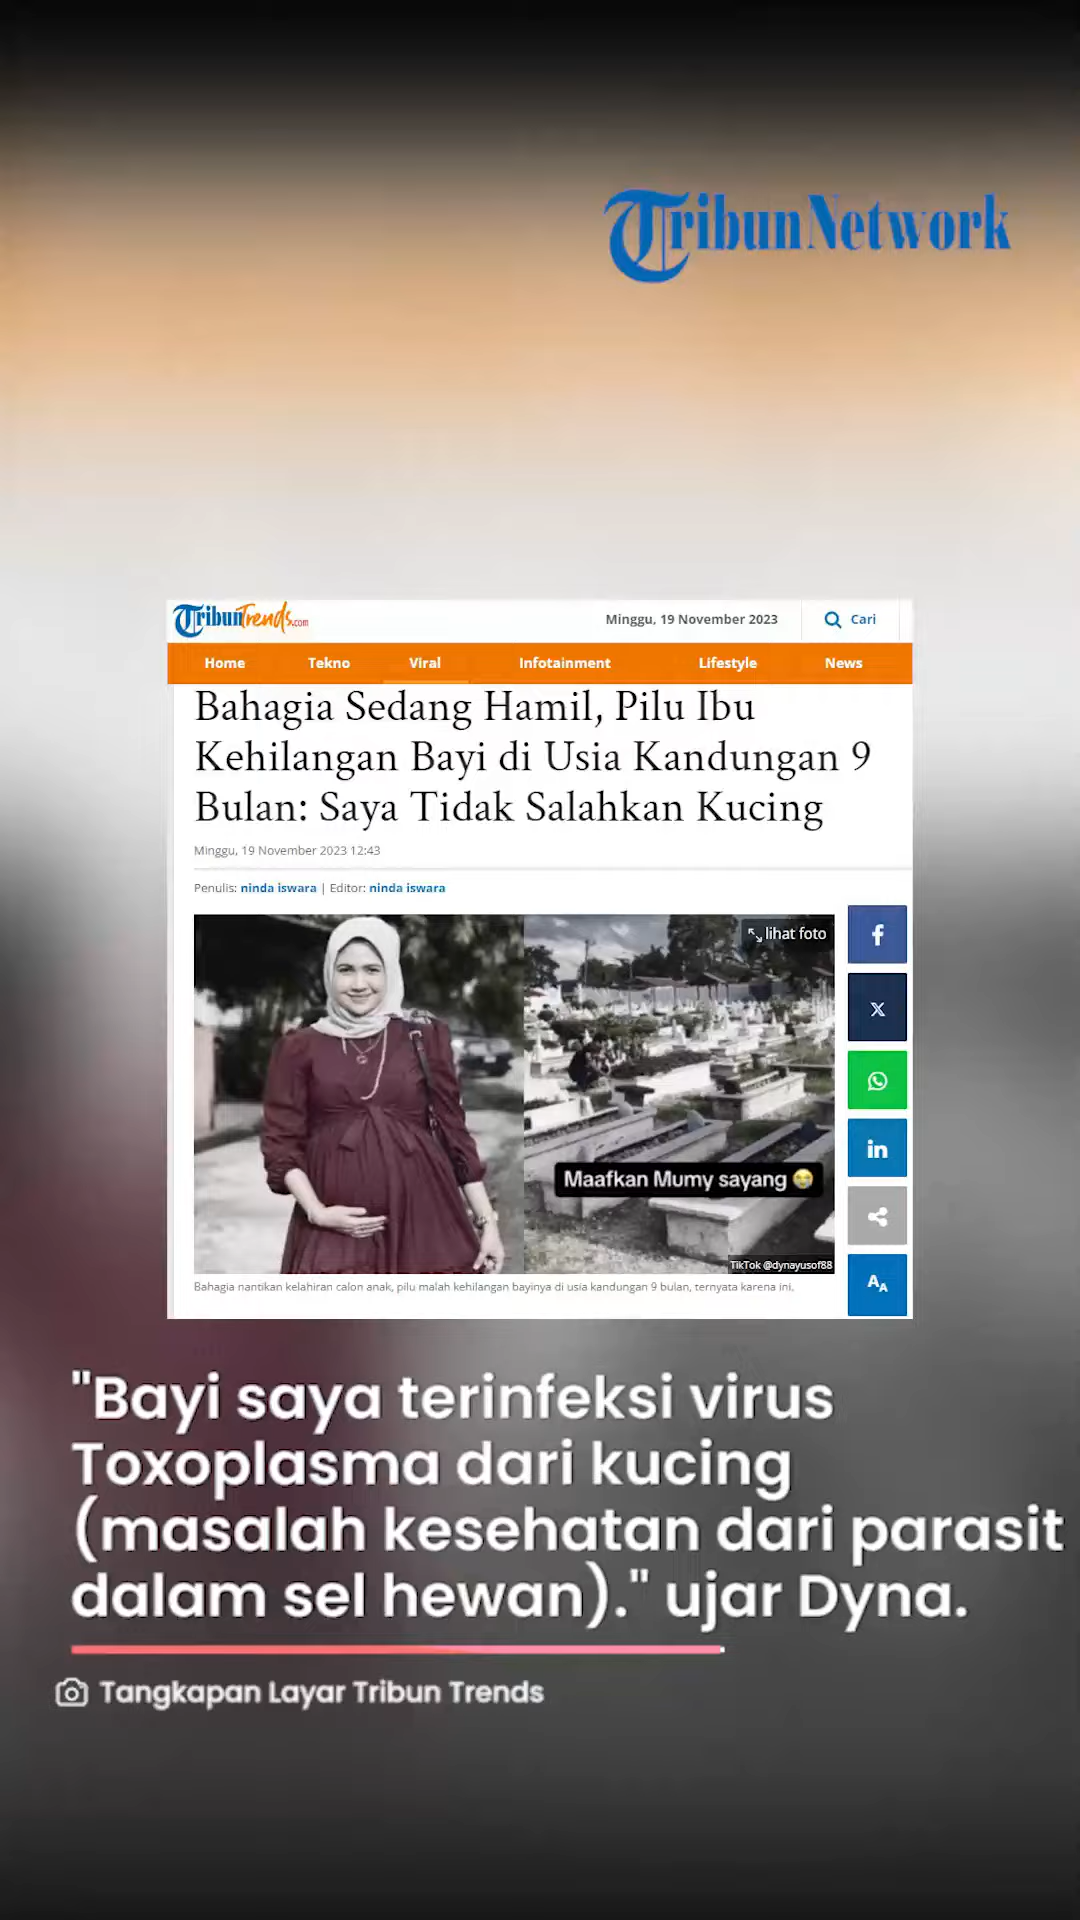 Tribun Network
TribunTrends.com
Minggu, 19 November 2023
Cari
Home Tekno Viral Infotainment Lifestyle News
Bahagia Sedang Hamil, Pilu Ibu
Kehilangan Bayi di Usia Kandungan 9
Bulan: Saya Tidak Salahkan Kucing
Minggu, 19 November 2023 12:43
Penulis: ninda iswara | Editor: ninda iswara
lihat foto
Maafkan Mumy sayang 😭
TikTok @dynayusof88
Bahagia nantikan kelahiran calon anak, pilu malah kehilangan bayinya di usia kandungan 9 bulan, ternyata karena ini.
f
X
in
AA
"Bayi saya terinfeksi virus
Toxoplasma dari kucing
(masalah kesehatan dari parasit
dalam sel hewan)." ujar Dyna.
Tangkapan Layar Tribun Trends